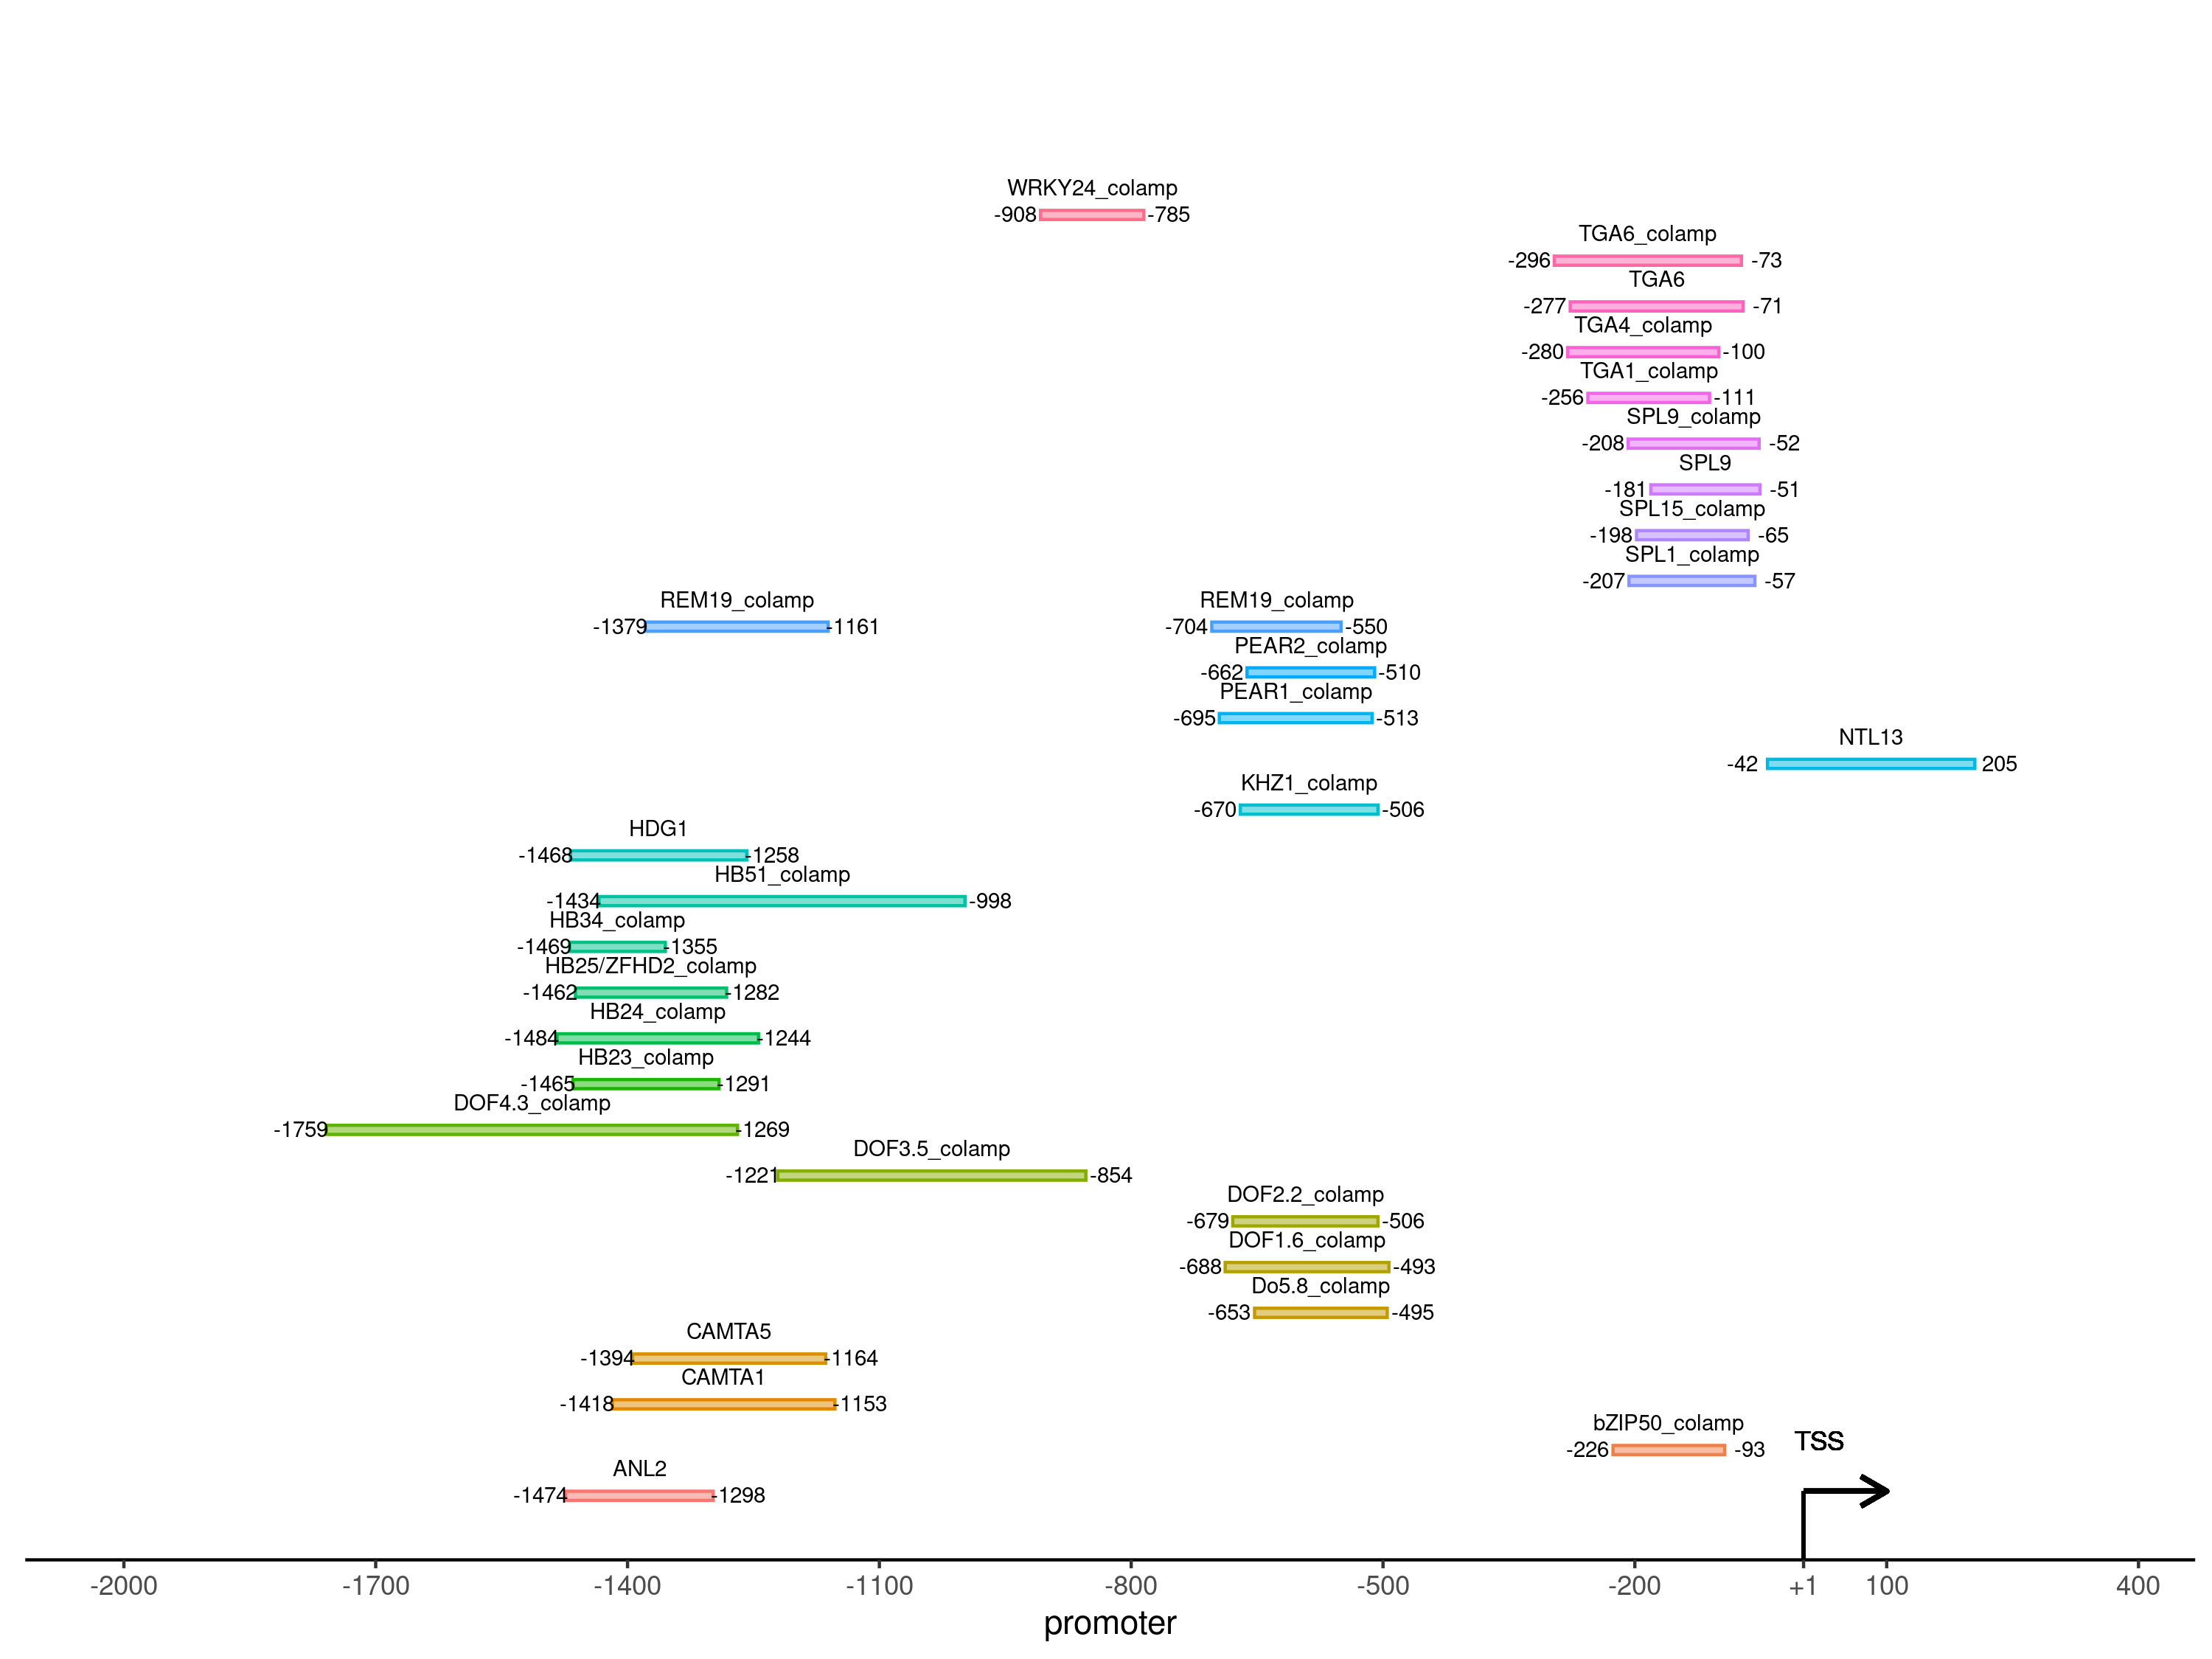 WRKY24_colamp
-908 -785
TGA6_colamp
-296 -73
TGA6
-277 -71
TGA4_colamp
-280 -100
TGA1_colamp
-256 -111
SPL9_colamp
-208 -52
SPL9
-181 -51
SPL15_colamp
-198 -65
SPL1_colamp
-207 -57
REM19_colamp REM19_colamp
-1379 -1161 -704 -550
PEAR2_colamp
-662 -510
PEAR1_colamp
-695 -513
NTL13
-42 205
KHZ1_colamp
-670 -506
HDG1
-1468 -1258
HB51_colamp
-1434 -998
HB34_colamp
-1469 -1355
HB25/ZFHD2_colamp
-1462 -1282
HB24_colamp
-1484 -1244
HB23_colamp
-1465 -1291
DOF4.3_colamp
-1759 -1269
DOF3.5_colamp
-1221 -854
DOF2.2_colamp
-679 -506
DOF1.6_colamp
-688 -493
Do5.8_colamp
-653 -495
CAMTA5
-1394 -1164
CAMTA1
-1418 -1153
bZIP50_colamp
-226 -93
TSS
ANL2
-1474 -1298
-2000 -1700 -1400 -1100 -800 -500 -200 +1 100 400
promoter